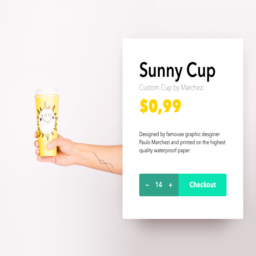 Sunny Cup
Custom Cup by Marchezi
$0,99
Designed by famouse graphic desginer
Paulo Marchezi and printed on the highest
quality waterproof paper
− 14 + Checkout